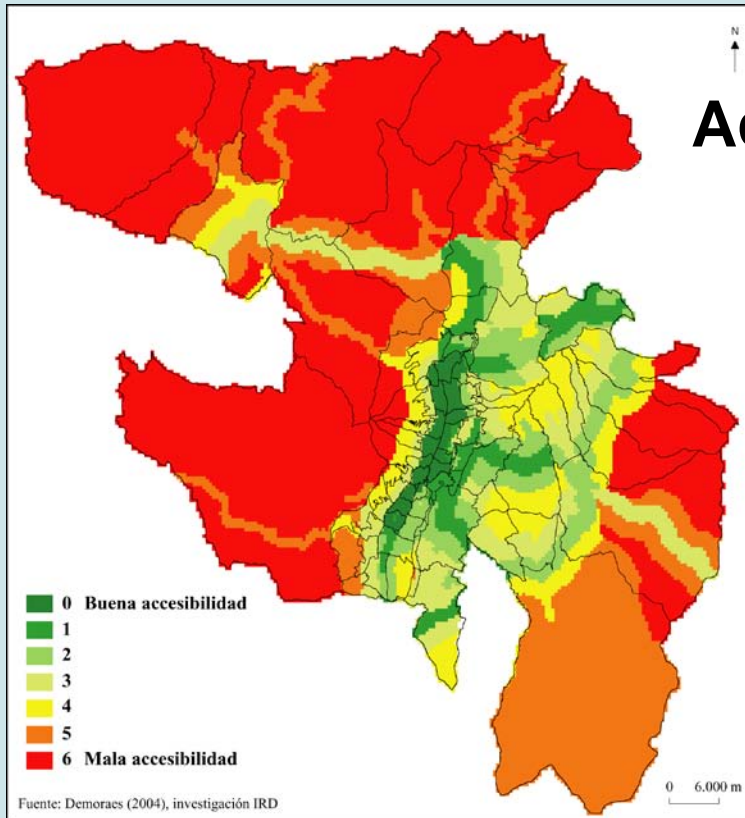 N
Ac
0 Buena accesibilidad
1
2
3
4
5
6 Mala accesibilidad
0 6.000 m
Fuente: Demoraes (2004), investigación IRD